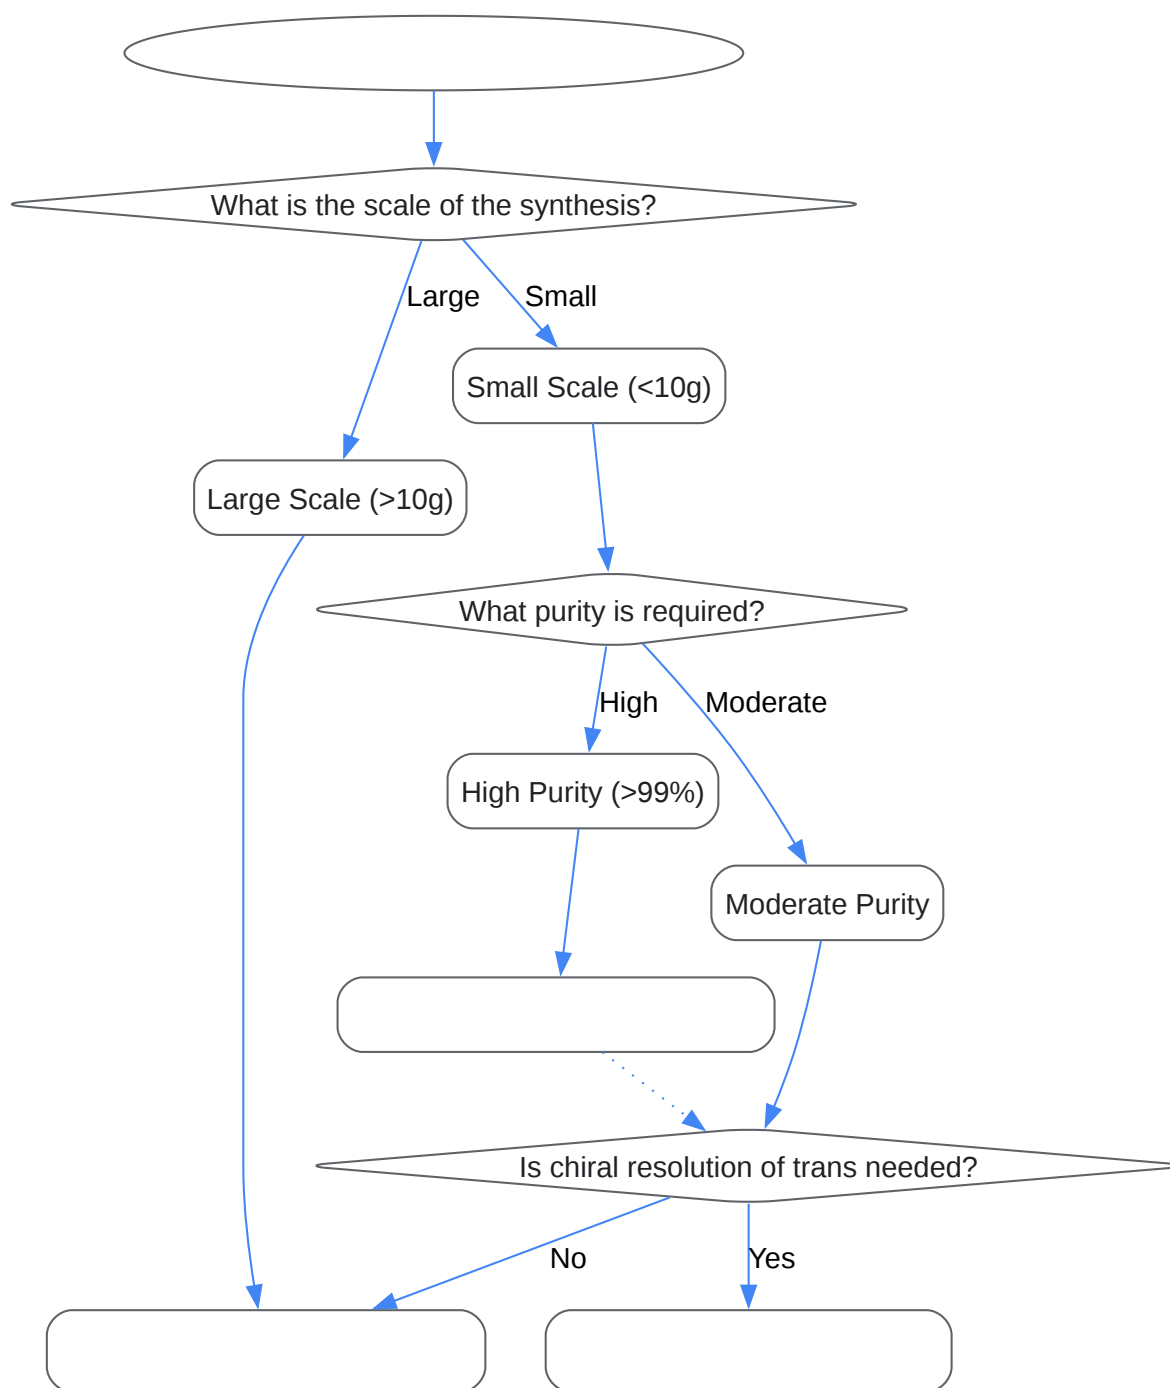 What is the scale of the synthesis?
Large
Small
Small Scale (<10g)
Large Scale (>10g)
What purity is required?
High
Moderate
High Purity (>99%)
Moderate Purity
Is chiral resolution of trans needed?
No
Yes